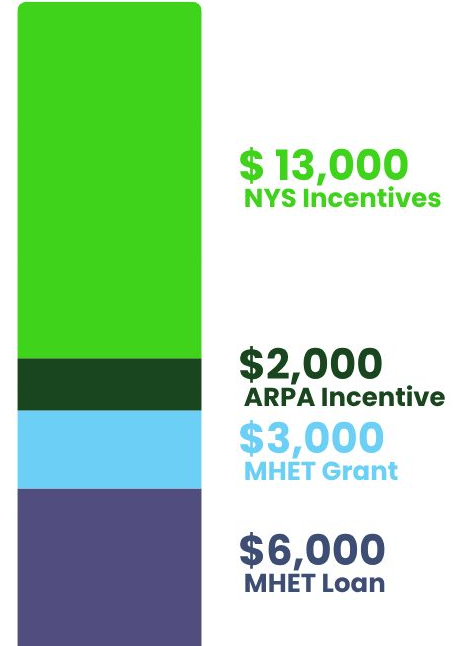 $ 13,000
NYS Incentives
$2,000
ARPA Incentive
$3,000
MHET Grant
$6,000
MHET Loan